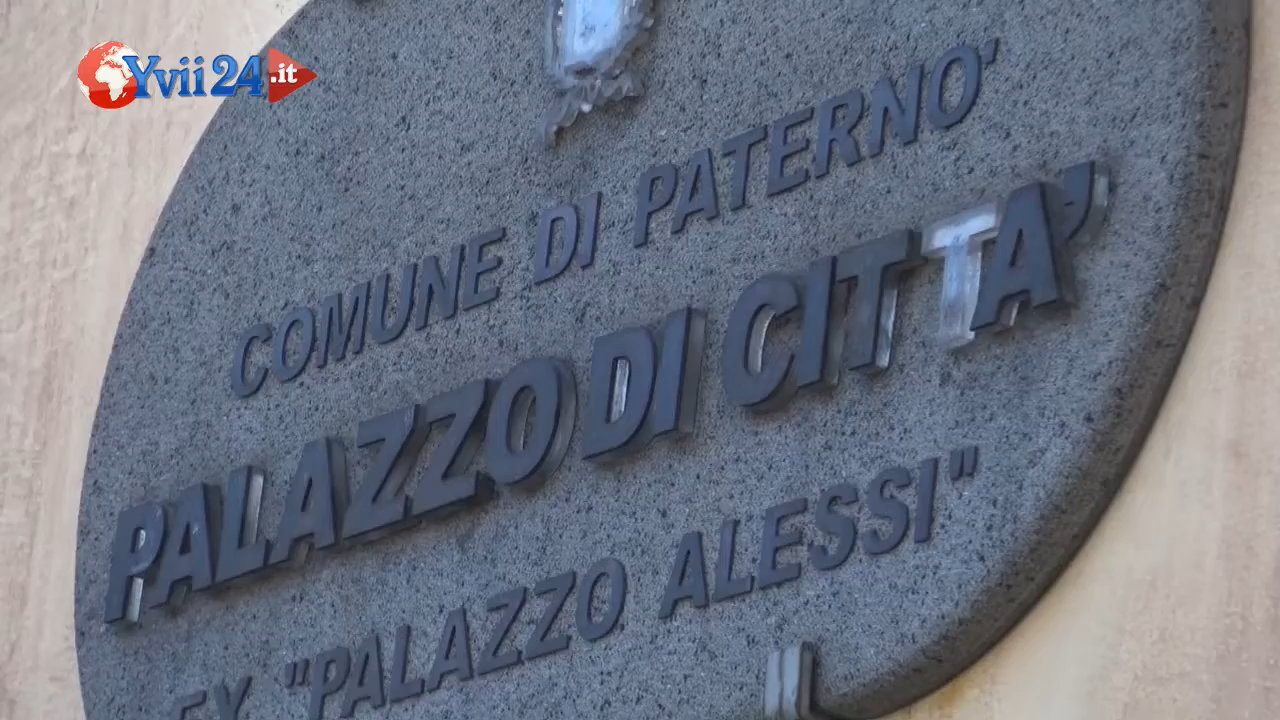 Yvii24.it
COMUNE DI PATERNO'
PALAZZO DI CITTA'
EX "PALAZZO ALESSI"